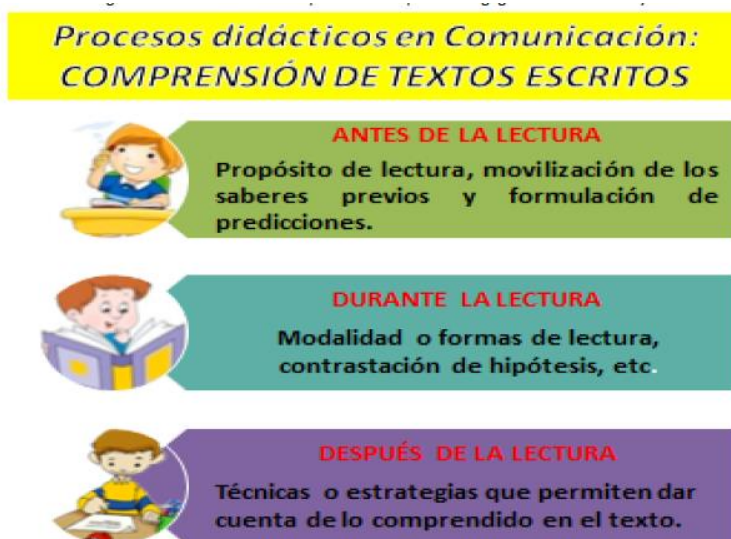 Procesos didácticos en Comunicación:
COMPRENSIÓN DE TEXTOS ESCRITOS
ANTES DE LA LECTURA
Propósito de lectura, movilización de los
saberes previos y formulación de
predicciones.
DURANTE LA LECTURA
Modalidad o formas de lectura,
contrastación de hipótesis, etc.
DESPUÉS DE LA LECTURA
Técnicas o estrategias que permiten dar
cuenta de lo comprendido en el texto.